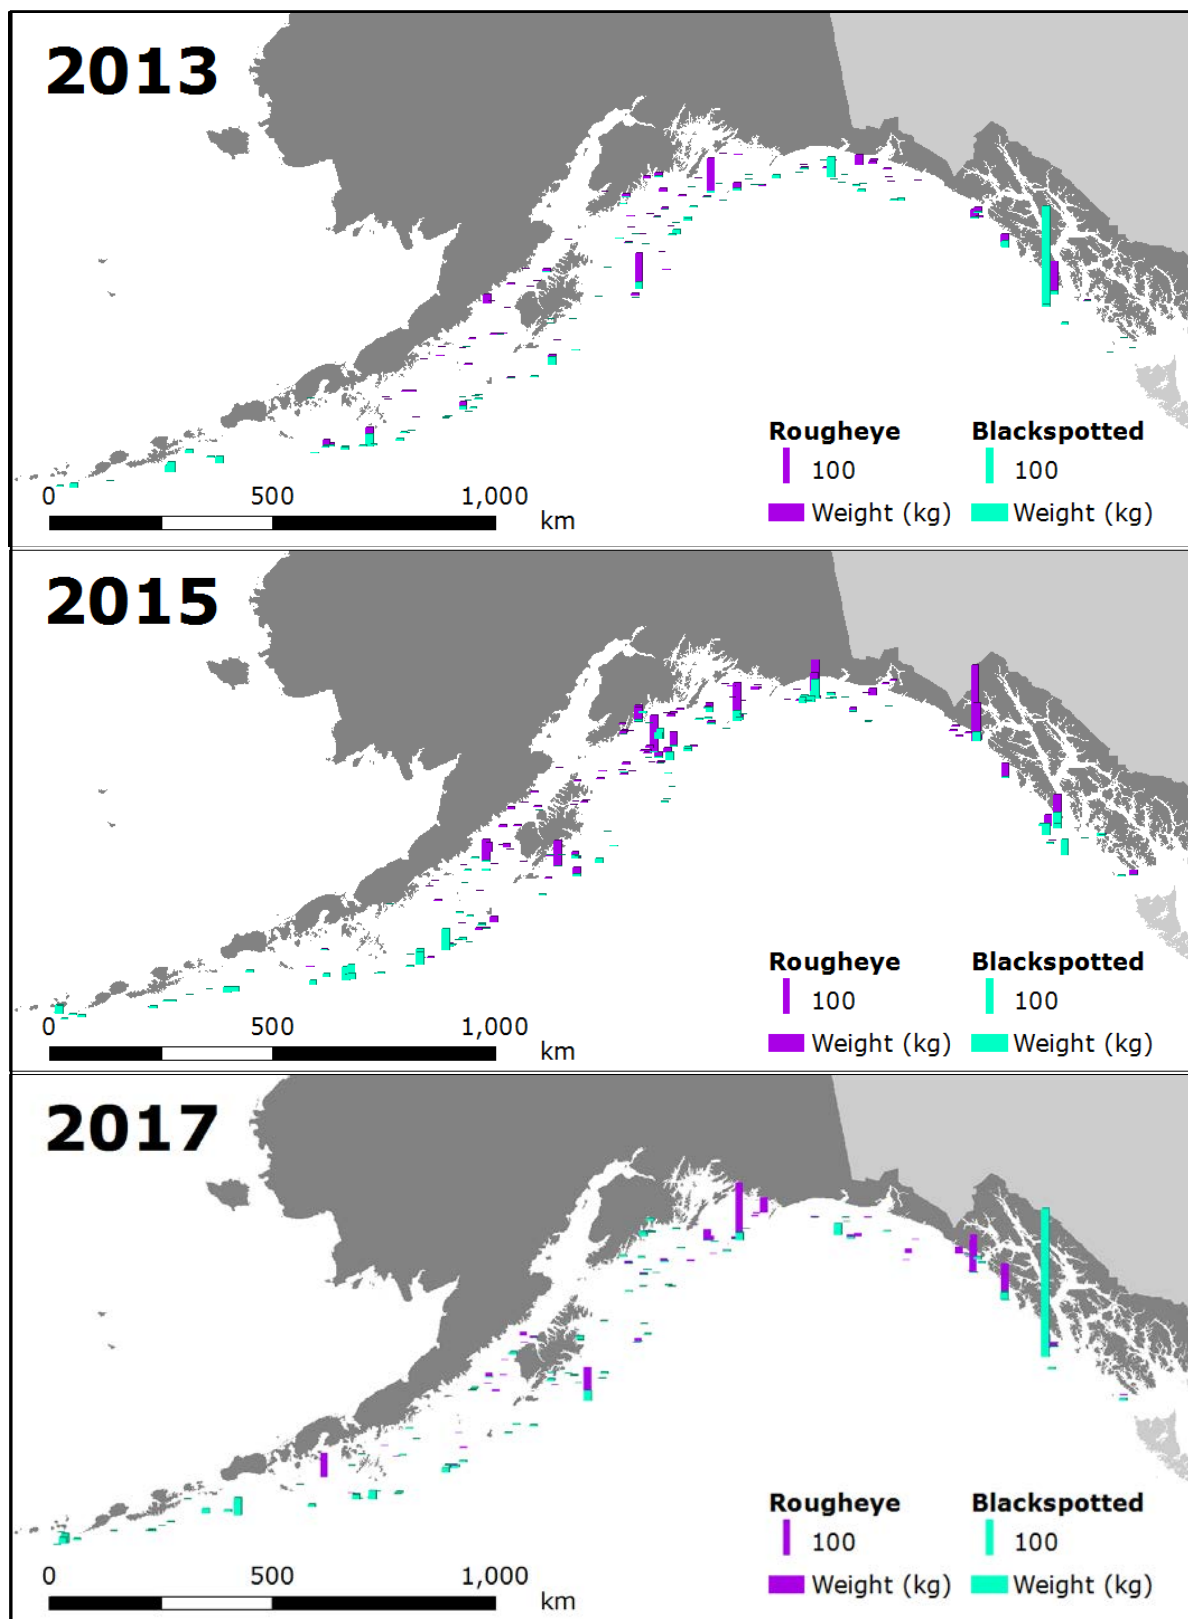 2013
Rougheye Blackspotted
100 100
Weight (kg) Weight (kg)
0 500 1,000
km
2015
Rougheye Blackspotted
100 100
Weight (kg) Weight (kg)
0 500 1,000
km
2017
Rougheye Blackspotted
100 100
Weight (kg) Weight (kg)
0 500 1,000
km